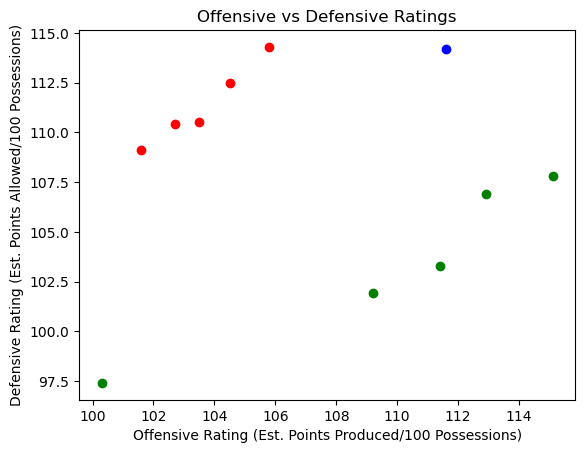 Offensive vs Defensive Ratings
Defensive Rating (Est. Points Allowed/100 Possessions)
115.0
112.5
110.0
107.5
105.0
102.5
100.0
97.5
100 102 104 106 108 110 112 114
Offensive Rating (Est. Points Produced/100 Possessions)